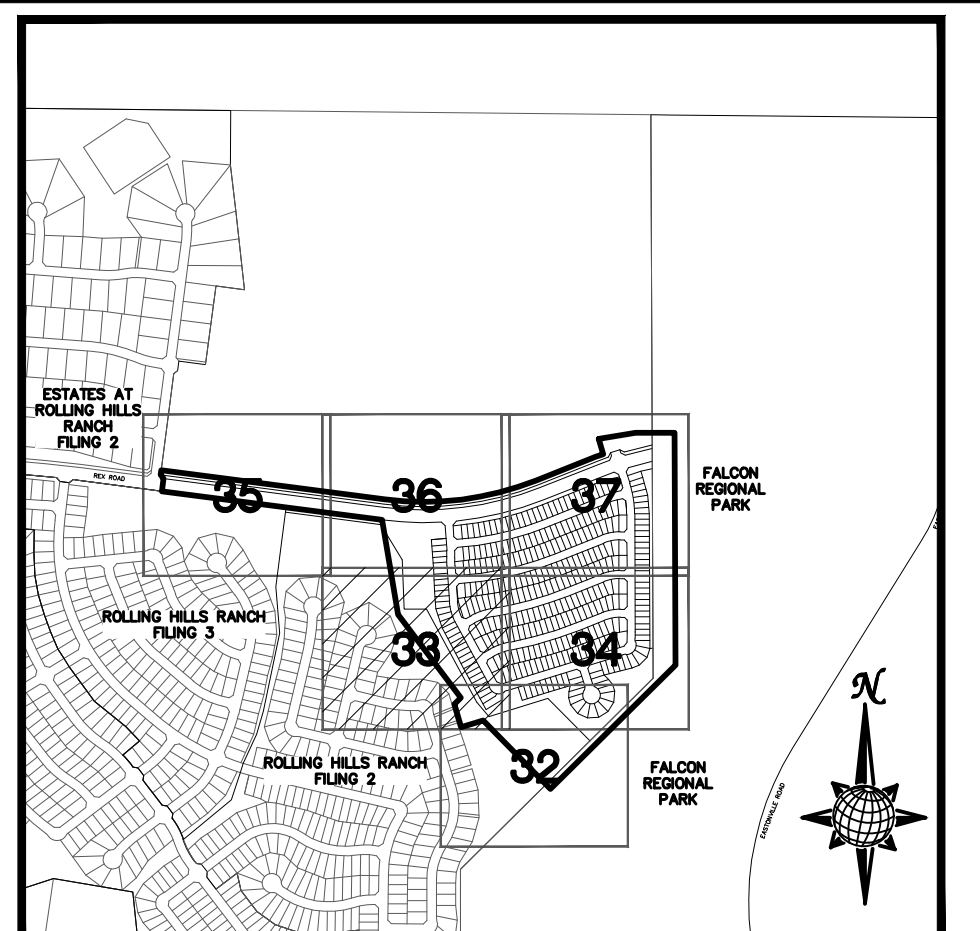 ESTATES AT
ROLLING HILLS
RANCH
FILING 2
REX ROAD
35
36
37
FALCON
REGIONAL
PARK
ROLLING HILLS RANCH
FILING 3
33
34
N
ROLLING HILLS RANCH
FILING 2
32
FALCON
REGIONAL
PARK
EASTONVILLE ROAD